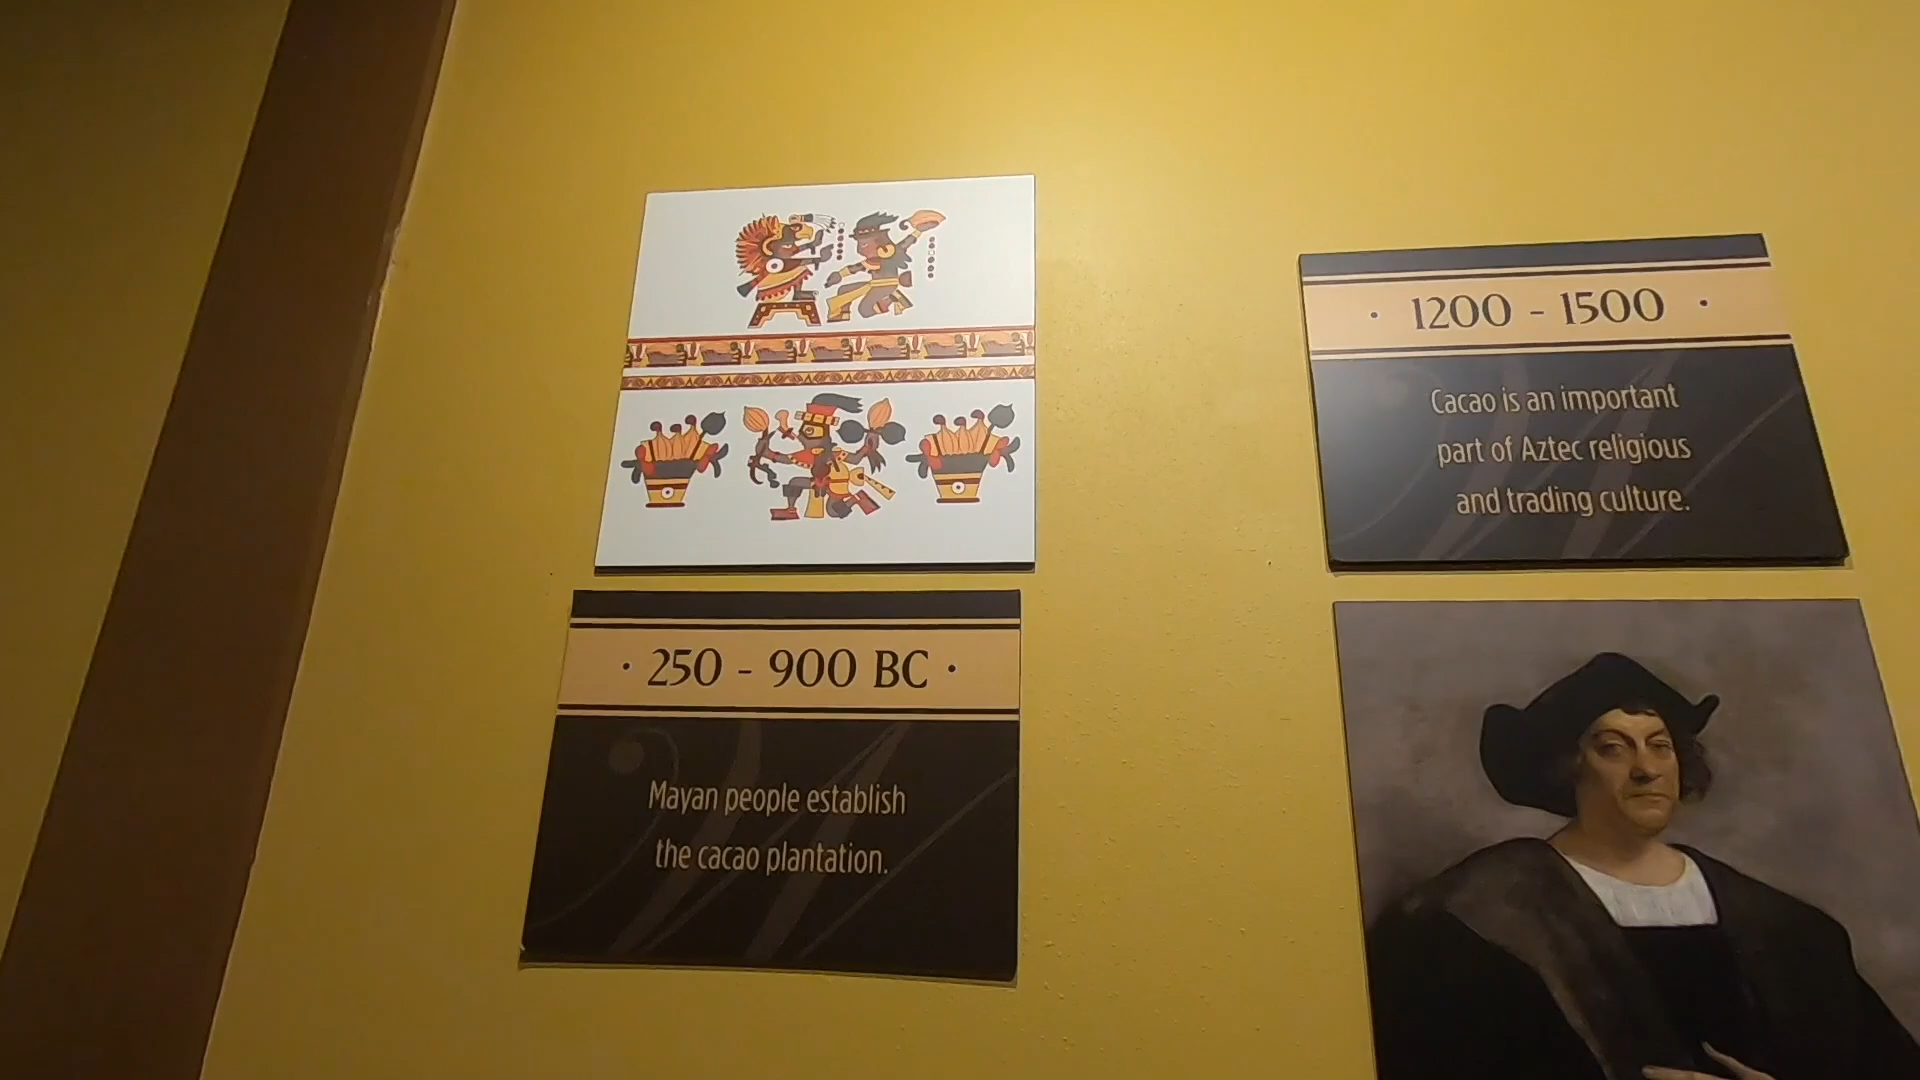 · 250 - 900 BC ·
Mayan people establish
the cacao plantation.
· 1200 - 1500 ·
Cacao is an important
part of Aztec religious
and trading culture.